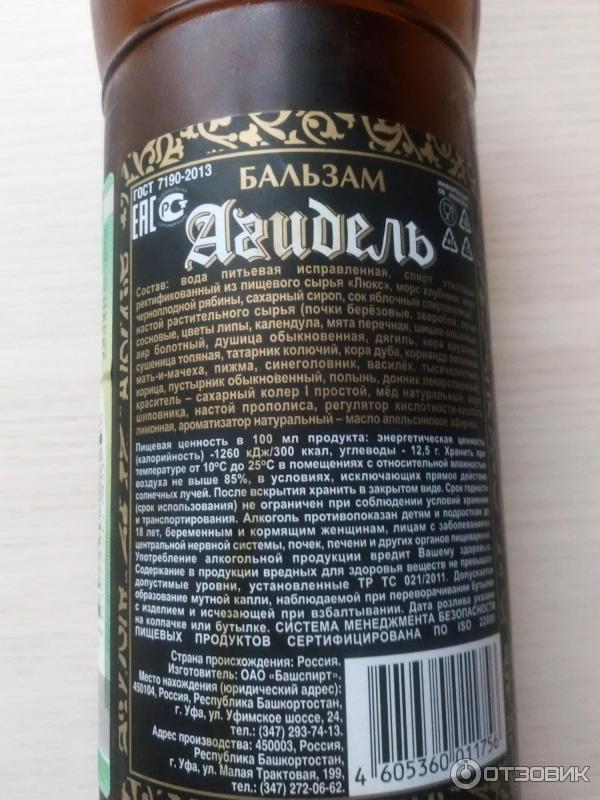 ГОСТ 7190-2013
ЕАС
БАЛЬЗАМ
Агидель
Состав: вода питьевая исправленная, спирт
ректификованный из пищевого сырья «Люкс», морс клубники, морс
черноплодной рябины, сахарный сироп, сок яблочный
настой растительного сырья (почки берёзовые, зверобой,
сосновые, цветы липы, календула, мята перечная, шишки
аир болотный, душица обыкновенная, дягиль, кора
сушеница топяная, татарник колючий, кора дуба, кориандр
мать-и-мачеха, пижма, синеголовник, василёк,
корица, пустырник обыкновенный, полынь, донник
краситель – сахарный колер I простой, мёд натуральный,
шиповника, настой прополиса, регулятор кислотности-кислота
лимонная, ароматизатор натуральный – масло апельсиновое
Пищевая ценность в 100 мл продукта: энергетическая ценность
(калорийность) -1260 кДж/300 ккал, углеводы - 12,5 г. Хранить при
температуре от 10°С до 25°С в помещениях с относительной влажностью
воздуха не выше 85%, в условиях, исключающих прямое действие
солнечных лучей. После вскрытия хранить в закрытом виде. Срок годности
(срок использования) не ограничен при соблюдении условий хранения
и транспортирования. Алкоголь противопоказан детям и подросткам до
18 лет, беременным и кормящим женщинам, лицам с заболеваниями
центральной нервной системы, почек, печени и других органов пищеварения.
Употребление алкогольной продукции вредит Вашему здоровью.
Содержание в продукции вредных для здоровья веществ не превышает
допустимые уровни, установленные ТР ТС 021/2011. Допускается
образование мутной капли, наблюдаемой при переворачивании бутылки
с изделием и исчезающей при взбалтывании. Дата розлива указана
на колпачке или бутылке. СИСТЕМА МЕНЕДЖМЕНТА БЕЗОПАСНОСТИ
ПИЩЕВЫХ ПРОДУКТОВ СЕРТИФИЦИРОВАНА ПО ISO 22000
Страна происхождения: Россия.
Изготовитель: ОАО «Башспирт».
Место нахождения (юридический адрес):
450104, Россия, Республика Башкортостан,
г. Уфа, ул. Уфимское шоссе, 24,
тел.: (347) 293-74-13.
Адрес производства: 450003, Россия,
Республика Башкортостан,
г. Уфа, ул. Малая Трактовая, 199,
тел.: (347) 272-06-62.
4 605360 011756
ОТЗОВИК